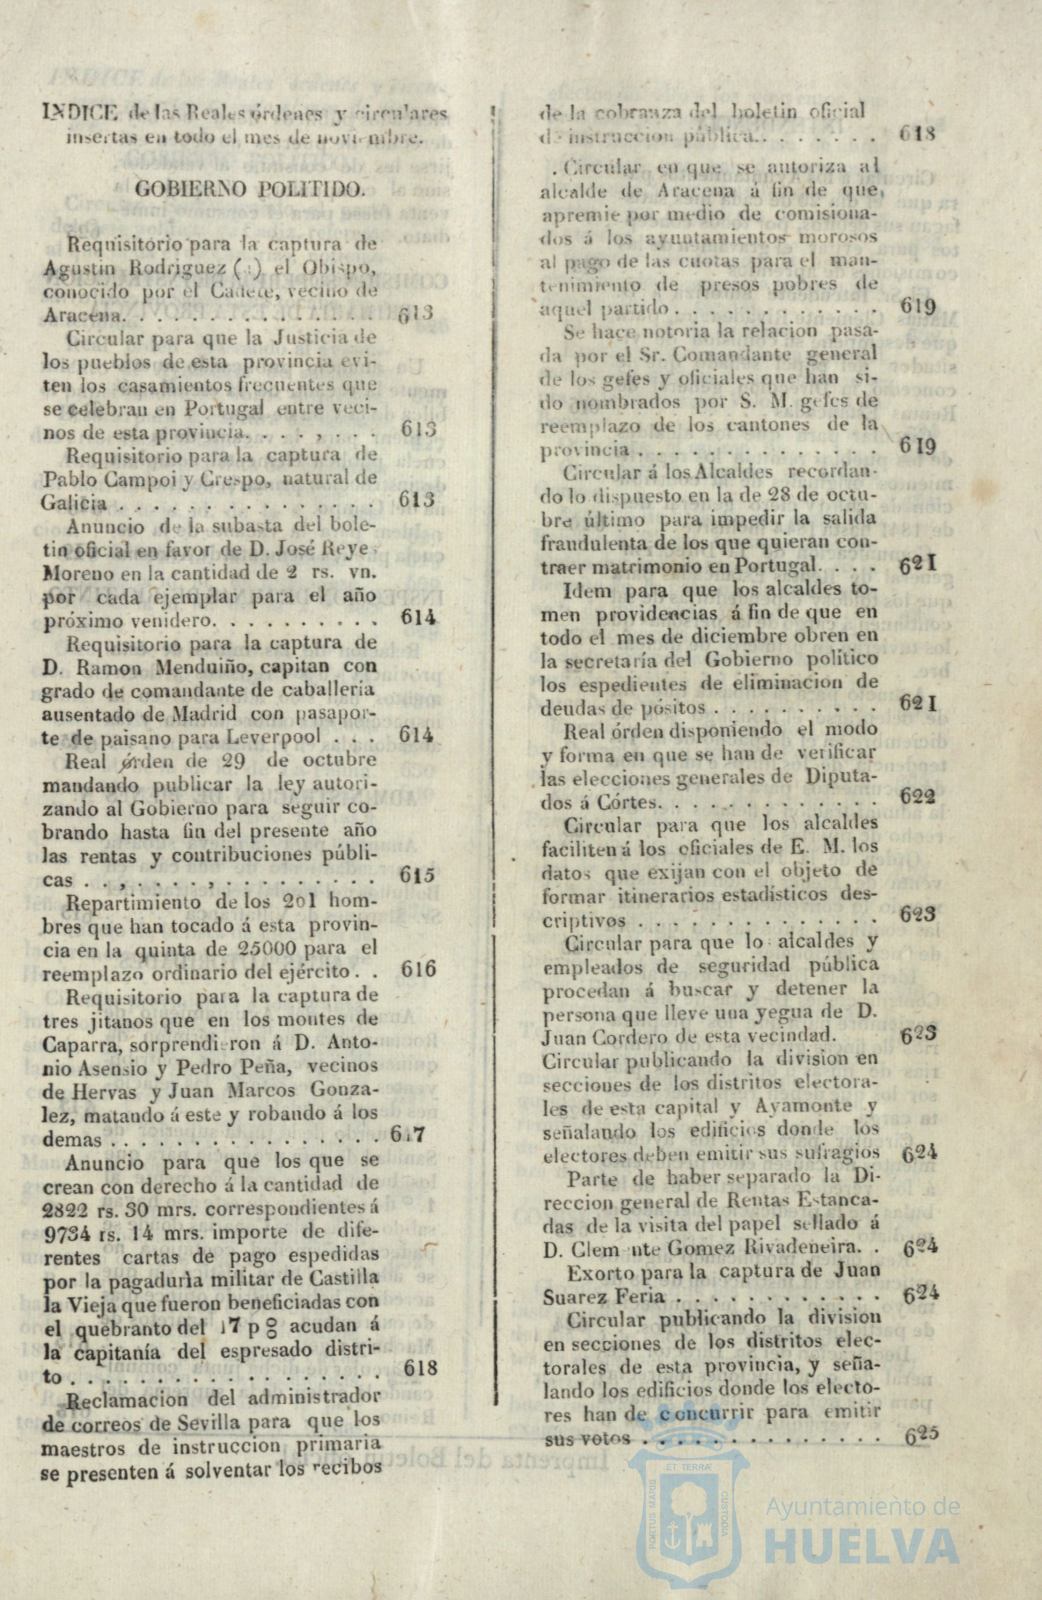 INDICE de las Reales órdenes y circulares
insertas en todo el mes de noviembre.
GOBIERNO POLITIDO.
Requisitorio para la captura de
Agustin Rodriguez (:) el Obispo,
conocido por el Cadete, vecino de
Aracena. . . . . . . . . . . . . . 613
Circular para que la Justicia de
los pueblos de esta provincia evi-
ten los casamientos frecuentes que
se celebran en Portugal entre veci-
nos de esta provincia. . . . , . . . 613
Requisitorio para la captura de
Pablo Campoi y Crespo, natural de
Galicia . . . . . . . . . . . . . . 613
Anuncio de la subasta del bole-
tin oficial en favor de D. José Reye
Moreno en la cantidad de 2 rs. vn.
por cada ejemplar para el año
próximo venidero. . . . . . . . . . 614
Requisitorio para la captura de
D. Ramon Menduiño, capitan con
grado de comandante de caballeria
ausentado de Madrid con pasapor-
te de paisano para Leverpool . . . 614
Real órden de 29 de octubre
mandando publicar la ley autori-
zando al Gobierno para seguir co-
brando hasta fin del presente año
las rentas y contribuciones públi-
cas . . , . . . . , . . . . . . . . . 615
Repartimiento de los 201 hom-
bres que han tocado á esta provin-
cia en la quinta de 25000 para el
reemplazo ordinario del ejército . . 616
Requisitorio para la captura de
tres jitanos que en los montes de
Caparra, sorprendi ron á D. Anto-
nio Asensio y Pedro Peña, vecinos
de Hervas y Juan Marcos Gonza-
lez, matando á este y robando á los
demas . . . . . . . . . . . . . . . 617
Anuncio para que los que se
crean con derecho á la cantidad de
2822 rs. 30 mrs. correspondientes á
9734 rs. 14 mrs. importe de dife-
rentes cartas de pago espedidas
por la pagaduria militar de Castilla
la Vieja que fueron beneficiadas con
el quebranto del 17 p 8 acudan á
la capitanía del espresado distri-
to . . . . . . . . . . . . . . . . . 618
Reclamacion del administrador
de correos de Sevilla para que los
maestros de instruccion primaria
se presenten á solventar los recibos
de la cobranza del boletin oficial
d instruccion pública. . . . . . . . 618
. Circular en que se autoriza al
alcalde de Aracena á fin de que
apremie por medio de comisiona-
dos á los ayuntamientos morosos
al pago de las cuotas para el man-
tenimiento de presos pobres de
aquel partido . . . . . . . . . . . 619
Se hace notoria la relacion pasa-
da por el Sr. Comandante general
de los gefes y oficiales que han si-
do nombrados por S. M. gefes de
reemplazo de los cantones de la
provincia . . . . . . . . . . . . . 619
Circular á los Alcaldes recordan-
do lo dispuesto en la de 28 de octu-
bre último para impedir la salida
fraudulenta de los que quieran con-
traer matrimonio en Portugal. . . . 621
Idem para que los alcaldes to-
men providencias á fin de que en
todo el mes de diciembre obren en
la secretaría del Gobierno político
los espedientes de eliminacion de
deudas de pósitos . . . . . . . . . . 621
Real órden disponiendo el modo
y forma en que se han de verificar
las elecciones generales de Diputa-
dos á Córtes. . . . . . . . . . . . . 622
Circular para que los alcaldes
faciliten á los oficiales de E. M. los
datos que exijan con el objeto de
formar itinerarios estadísticos des-
criptivos . . . . . . . . . . . . . 623
Circular para que lo alcaldes y
empleados de seguridad pública
procedan á buscar y detener la
persona que lleve una yegua de D.
Juan Cordero de esta vecindad. 623
Circular publicando la division en
secciones de los distritos electora-
les de esta capital y Ayamonte y
señalando los edificios donde los
electores deben emitir sus sufragios 624
Parte de haber separado la Di-
reccion general de Rentas Estanca-
das de la visita del papel sellado á
D. Clem nte Gomez Rivadeneira. . 624
Exorto para la captura de Juan
Suarez Feria . . . . . . . . . . . 624
Circular publicando la division
en secciones de los distritos elec-
torales de esta provincia, y seña-
lando los edificios donde los electo-
res han de concurrir para emitir
sus votos . . . . . . . . . . . . . 625
ET TERRÆ
PORTUS MARIS
CUSTODIA
Ayuntamiento de
HUELVA